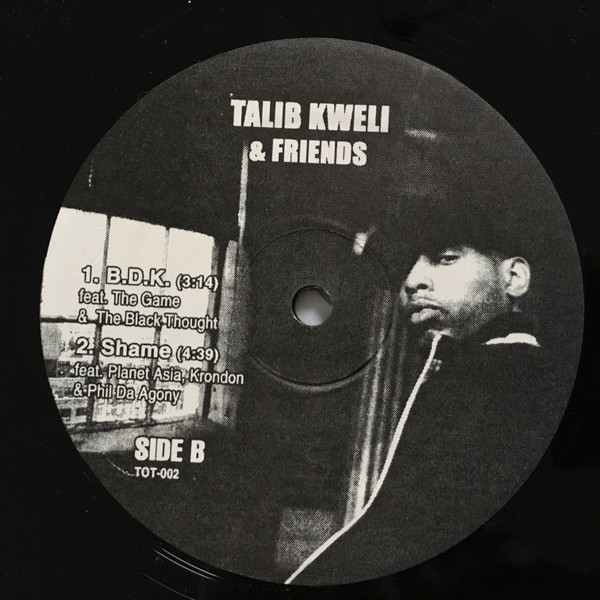 TALIB KWELI
& FRIENDS
1. B.D.K. (3:14)
feat. The Game
& The Black Thought
2. Shame (4:39)
feat. Planet Asia, Krondon
& Phil Da Agony
SIDE B
TOT-002